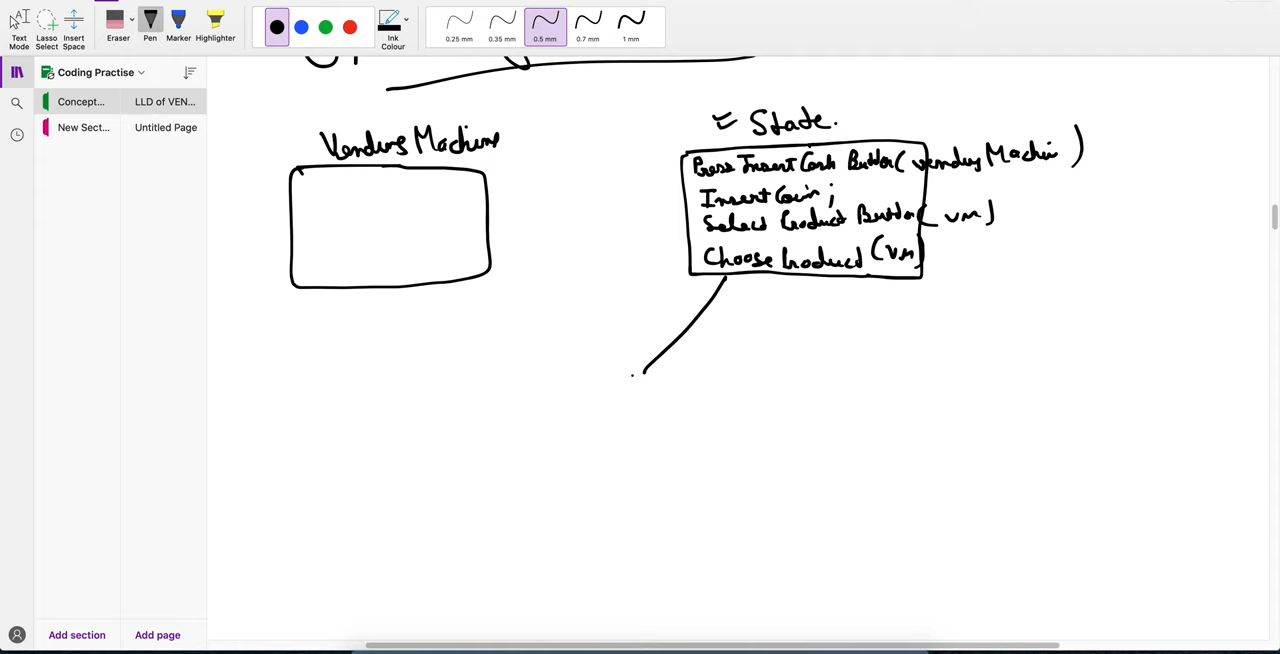 Text Mode
Lasso Select
Insert Space
Eraser
Pen
Marker
Highlighter
Ink Colour
0.25 mm
0.35 mm
0.5 mm
0.7 mm
1 mm
Coding Practise
Concept...
LLD of VEN...
New Sect...
Untitled Page
Vending Machine
= State.
Press Insert Cash Button (vending Machin)
Insert Coin;
Select Product Button (vm)
Choose Product (vm)
Add section
Add page